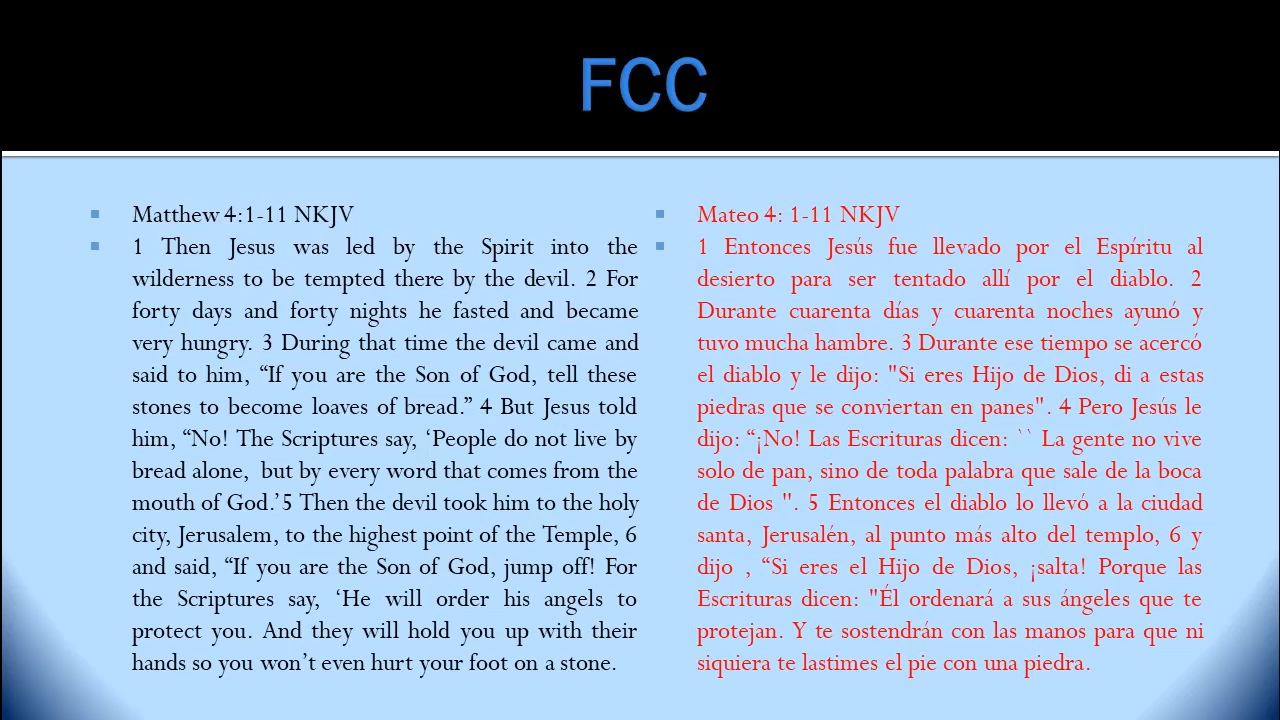 FCC
Matthew 4:1-11 NKJV
1 Then Jesus was led by the Spirit into the
wilderness to be tempted there by the devil. 2 For
forty days and forty nights he fasted and became
very hungry. 3 During that time the devil came and
said to him, “If you are the Son of God, tell these
stones to become loaves of bread.” 4 But Jesus told
him, “No! The Scriptures say, ‘People do not live by
bread alone,  but by every word that comes from the
mouth of God.’5 Then the devil took him to the holy
city, Jerusalem, to the highest point of the Temple, 6
and said, “If you are the Son of God, jump off! For
the Scriptures say, ‘He will order his angels to
protect you. And they will hold you up with their
hands so you won’t even hurt your foot on a stone.
Mateo 4: 1-11 NKJV
1 Entonces Jesús fue llevado por el Espíritu al
desierto para ser tentado allí por el diablo. 2
Durante cuarenta días y cuarenta noches ayunó y
tuvo mucha hambre. 3 Durante ese tiempo se acercó
el diablo y le dijo: "Si eres Hijo de Dios, di a estas
piedras que se conviertan en panes". 4 Pero Jesús le
dijo: “¡No! Las Escrituras dicen: `` La gente no vive
solo de pan, sino de toda palabra que sale de la boca
de Dios ". 5 Entonces el diablo lo llevó a la ciudad
santa, Jerusalén, al punto más alto del templo, 6 y
dijo , “Si eres el Hijo de Dios, ¡salta! Porque las
Escrituras dicen: "Él ordenará a sus ángeles que te
protejan. Y te sostendrán con las manos para que ni
siquiera te lastimes el pie con una piedra.